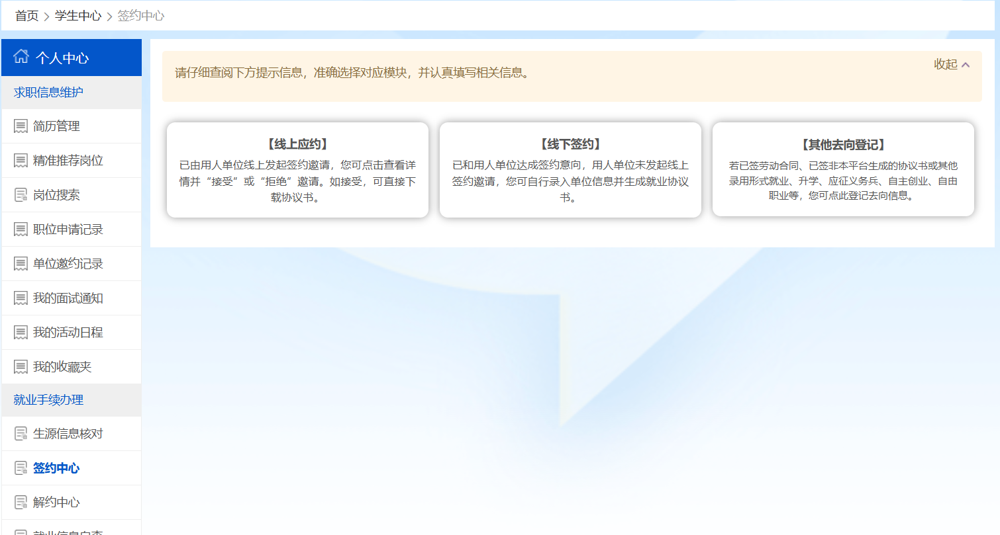 首页 > 学生中心 > 签约中心
个人中心
求职信息维护
简历管理
精准推荐岗位
岗位搜索
职位申请记录
单位邀约记录
我的面试通知
我的活动日程
我的收藏夹
就业手续办理
生源信息核对
签约中心
解约中心
就业信息自查
请仔细查阅下方提示信息，准确选择对应模块，并认真填写相关信息。
收起
【线上应约】
已由用人单位线上发起签约邀请，您可点击查看详
情并“接受”或“拒绝”邀请。如接受，可直接下
载协议书。
【线下签约】
已和用人单位达成签约意向，用人单位未发起线上
签约邀请，您可自行录入单位信息并生成就业协议
书。
【其他去向登记】
若已签劳动合同、已签非本平台生成的协议书或其他
录用形式就业、升学、应征义务兵、自主创业、自由
职业等，您可点此登记去向信息。